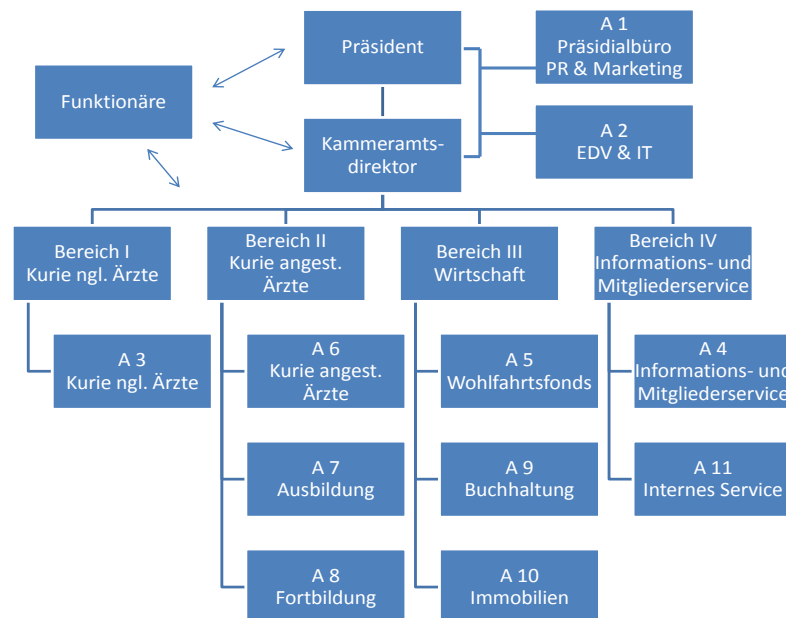 Präsident
A 1
Präsidialbüro
PR & Marketing
Funktionäre
Kammeramts-
direktor
A 2
EDV & IT
Bereich I
Kurie ngl. Ärzte
Bereich II
Kurie angest.
Ärzte
Bereich III
Wirtschaft
Bereich IV
Informations- und
Mitgliederservice
A 3
Kurie ngl. Ärzte
A 6
Kurie angest.
Ärzte
A 5
Wohlfahrtsfonds
A 4
Informations- und
Mitgliederservice
A 7
Ausbildung
A 9
Buchhaltung
A 11
Internes Service
A 8
Fortbildung
A 10
Immobilien